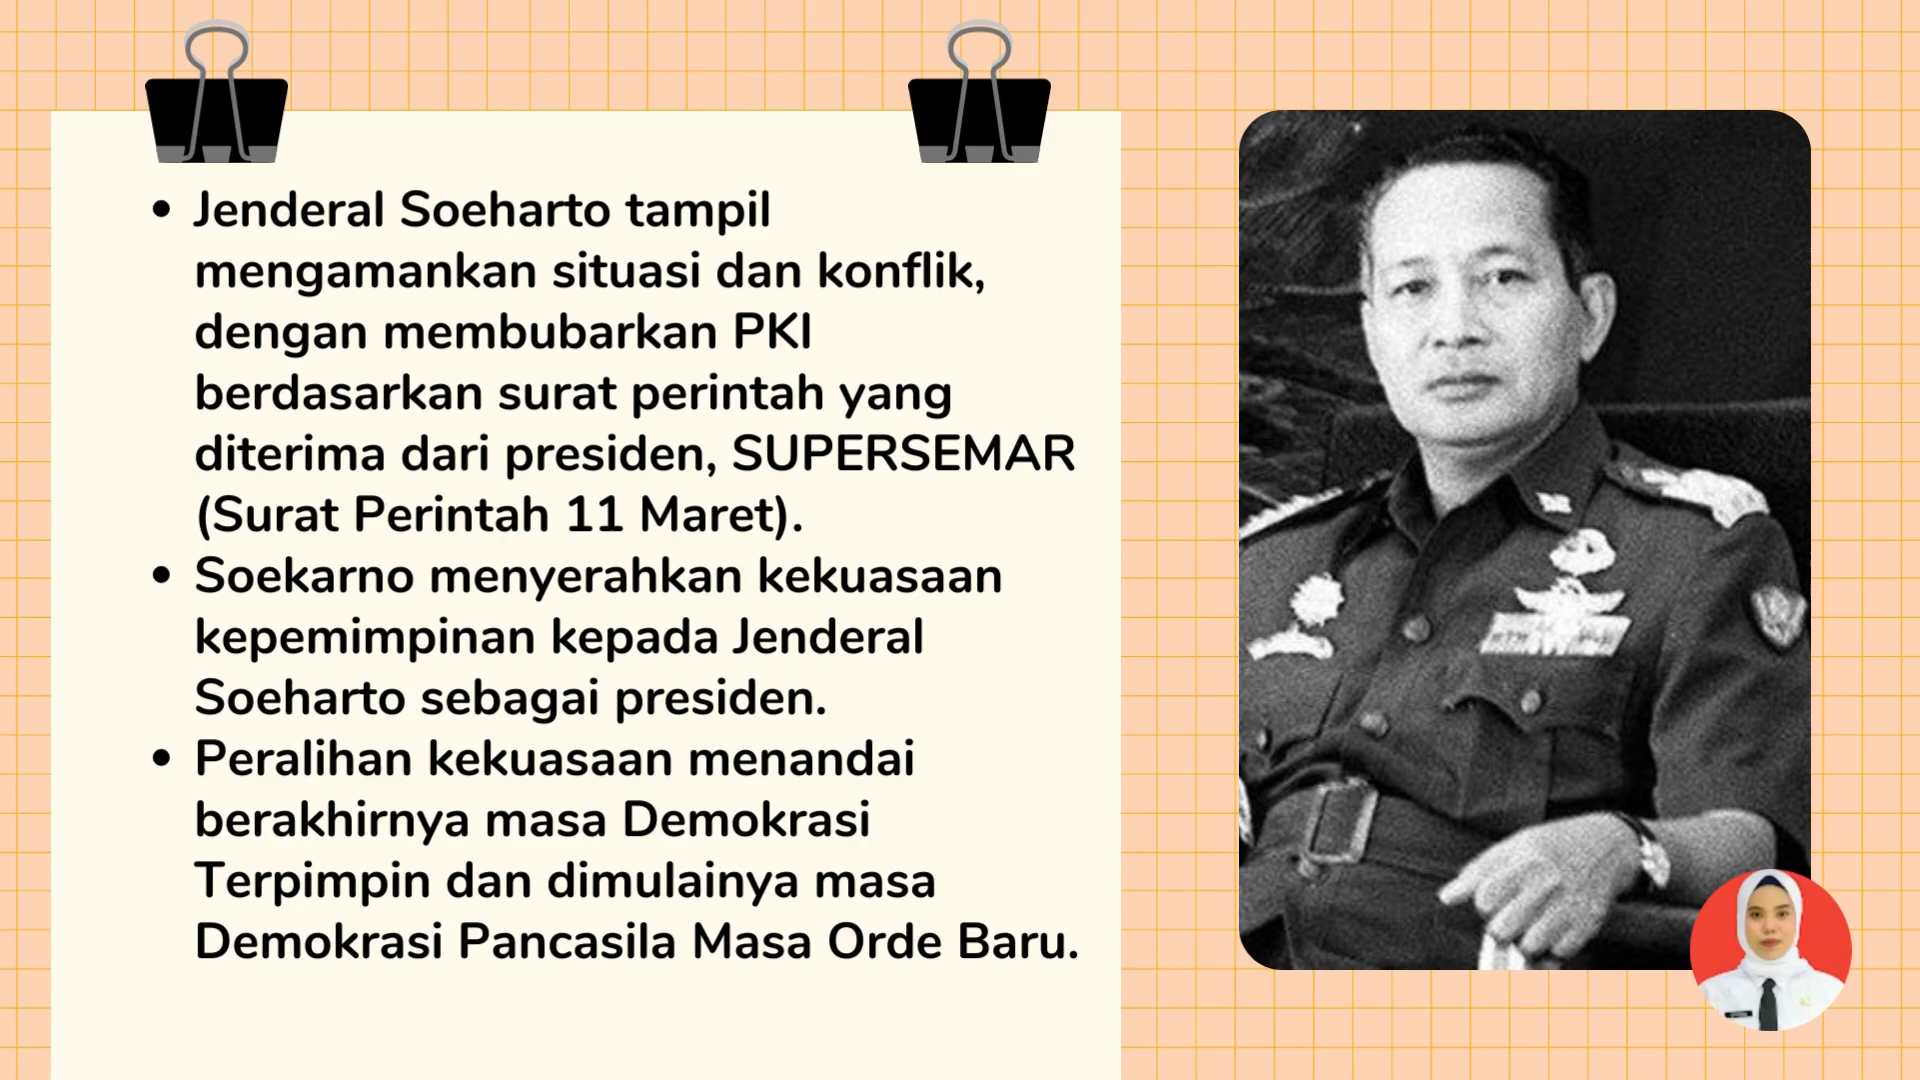 • Jenderal Soeharto tampil
mengamankan situasi dan konflik,
dengan membubarkan PKI
berdasarkan surat perintah yang
diterima dari presiden, SUPERSEMAR
(Surat Perintah 11 Maret).
• Soekarno menyerahkan kekuasaan
kepemimpinan kepada Jenderal
Soeharto sebagai presiden.
• Peralihan kekuasaan menandai
berakhirnya masa Demokrasi
Terpimpin dan dimulainya masa
Demokrasi Pancasila Masa Orde Baru.